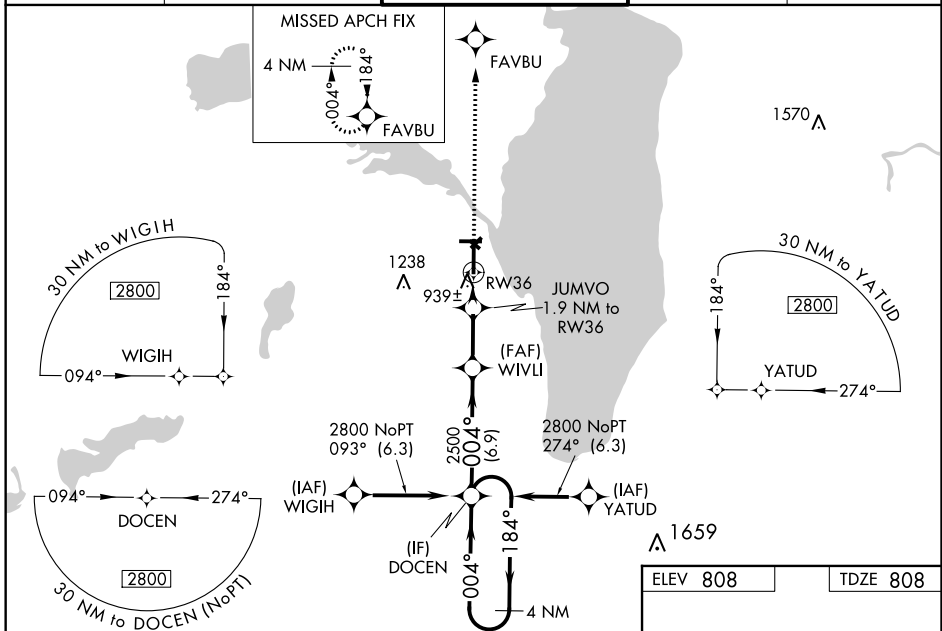 MISSED APCH FIX
4 NM
184°
004°
FAVBU
FAVBU
1570
30 NM to WIGIH
2800
184°
WIGIH
094°
1238
939±
RW36
JUMVO
1.9 NM to
RW36
(FAF)
WIVLI
30 NM to YATUD
2800
184°
YATUD
274°
2800 NoPT
093° (6.3)
2500
004°
(6.9)
2800 NoPT
274° (6.3)
094°
274°
DOCEN
2800
30 NM to DOCEN (NoPT)
(IAF)
WIGIH
(IAF)
YATUD
(IF)
DOCEN
004°
184°
4 NM
1659
ELEV 808
TDZE 808